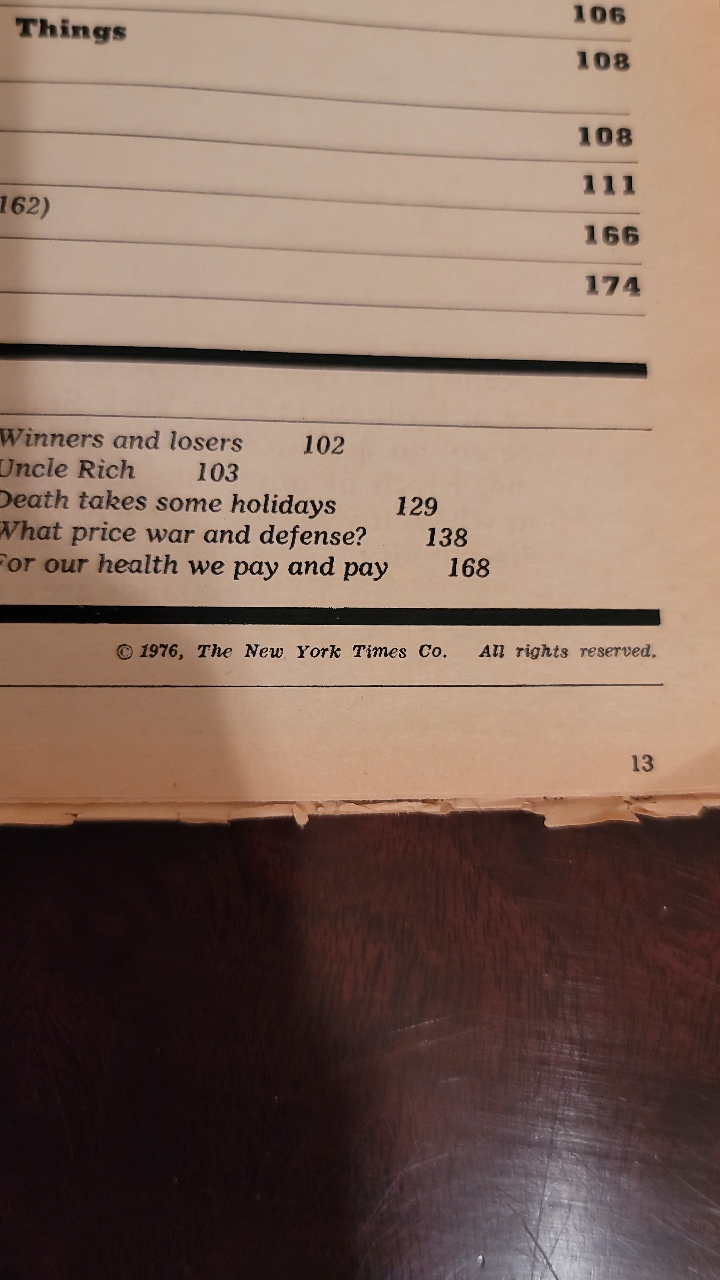 106
Things
108
108
111
162)
166
174
Winners and losers 102
Uncle Rich 103
Death takes some holidays 129
What price war and defense? 138
For our health we pay and pay 168
© 1976, The New York Times Co. All rights reserved.
13